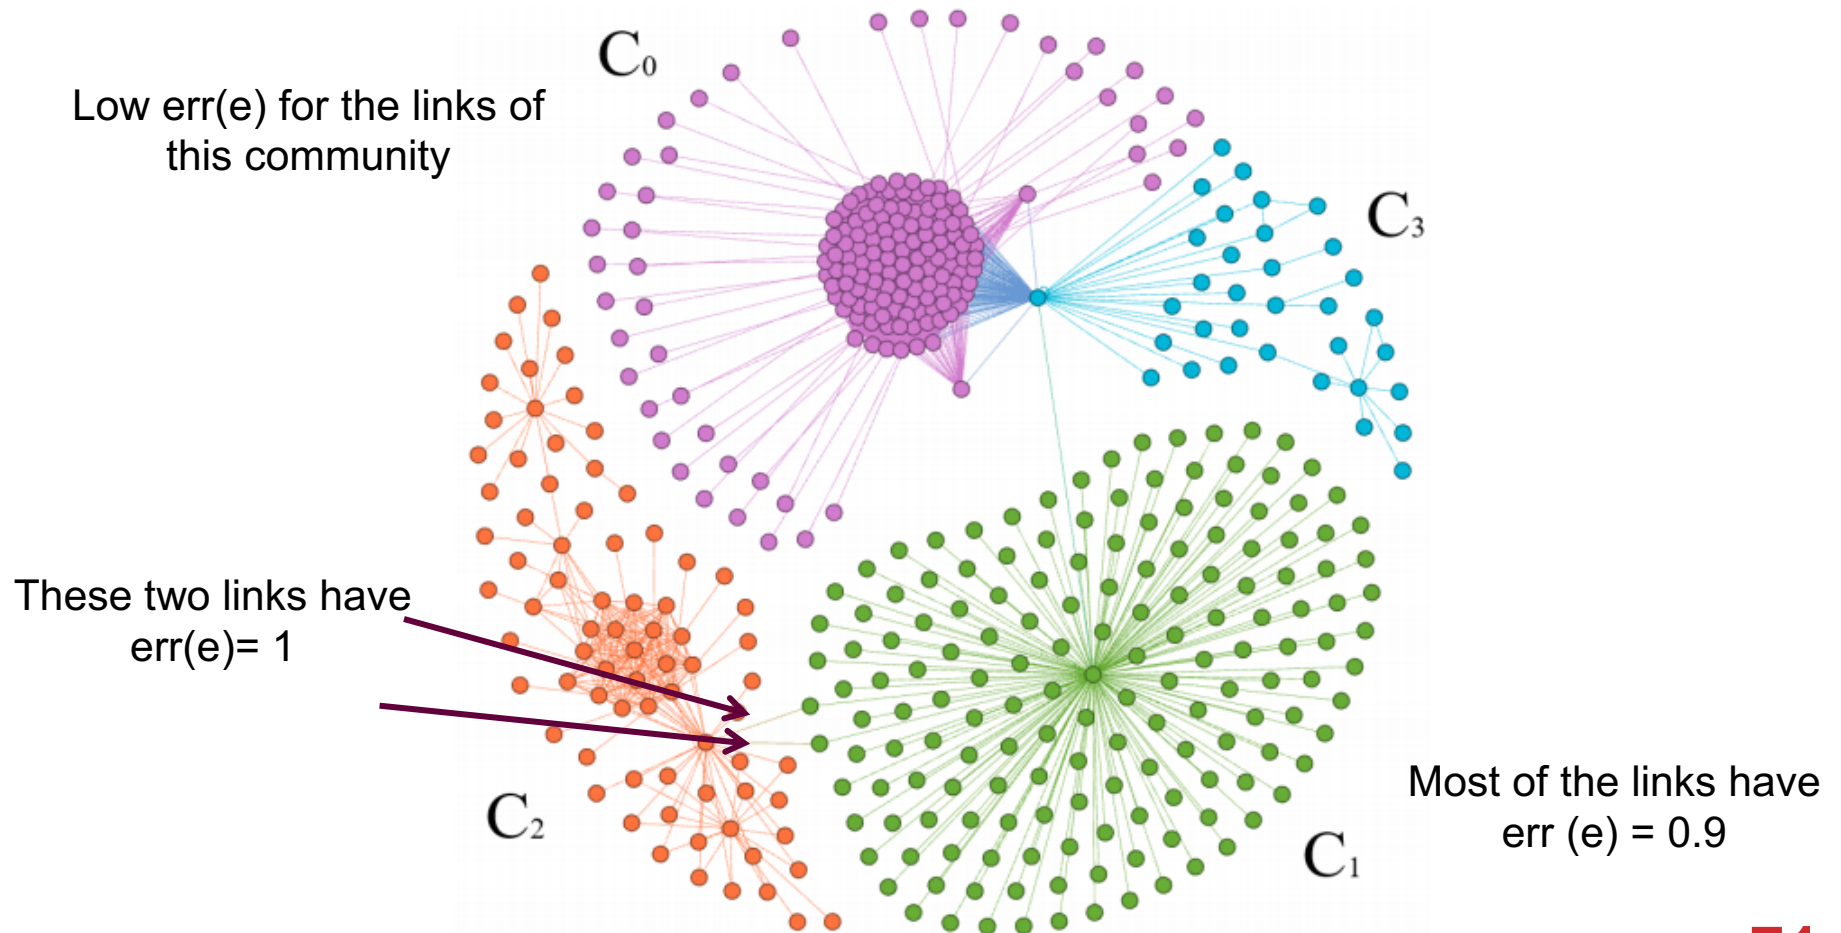 C0
Low err(e) for the links of
this community
C3
These two links have
err(e)= 1
C2
Most of the links have
err (e) = 0.9
C1